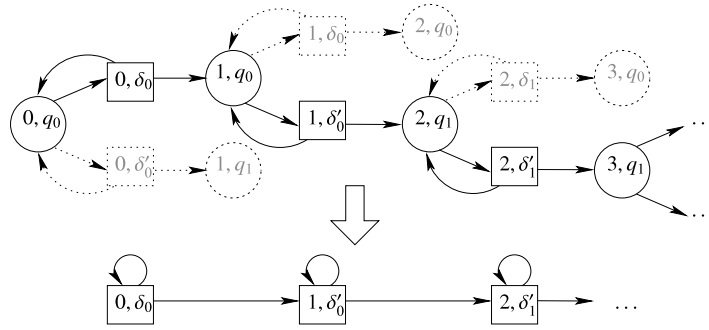 2, q₀
1, δ₀
1, q₀
2, δ₁
3, q₀
0, δ₀
0, q₀
1, δ′₀
2, q₁
..
0, δ′₀
1, q₁
2, δ′₁
3, q₁
..
0, δ₀
1, δ′₀
2, δ′₁
...